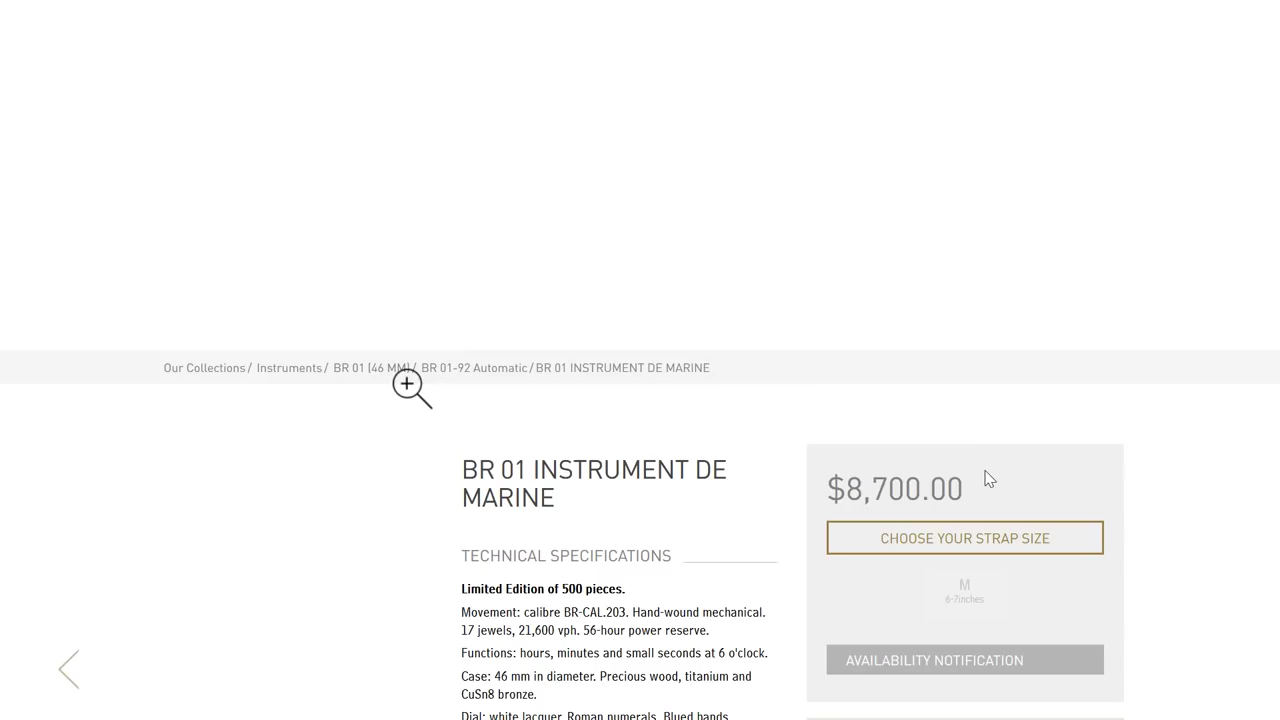 Our Collections / Instruments / BR 01 (46 MM) / BR 01-92 Automatic / BR 01 INSTRUMENT DE MARINE
BR 01 INSTRUMENT DE
MARINE
TECHNICAL SPECIFICATIONS
Limited Edition of 500 pieces.
Movement: calibre BR-CAL.203. Hand-wound mechanical.
17 jewels, 21,600 vph. 56-hour power reserve.
Functions: hours, minutes and small seconds at 6 o'clock.
Case: 46 mm in diameter. Precious wood, titanium and
CuSn8 bronze.
Dial: white lacquer. Roman numerals. Blued hands.
$8,700.00
CHOOSE YOUR STRAP SIZE
M
6-7inches
AVAILABILITY NOTIFICATION